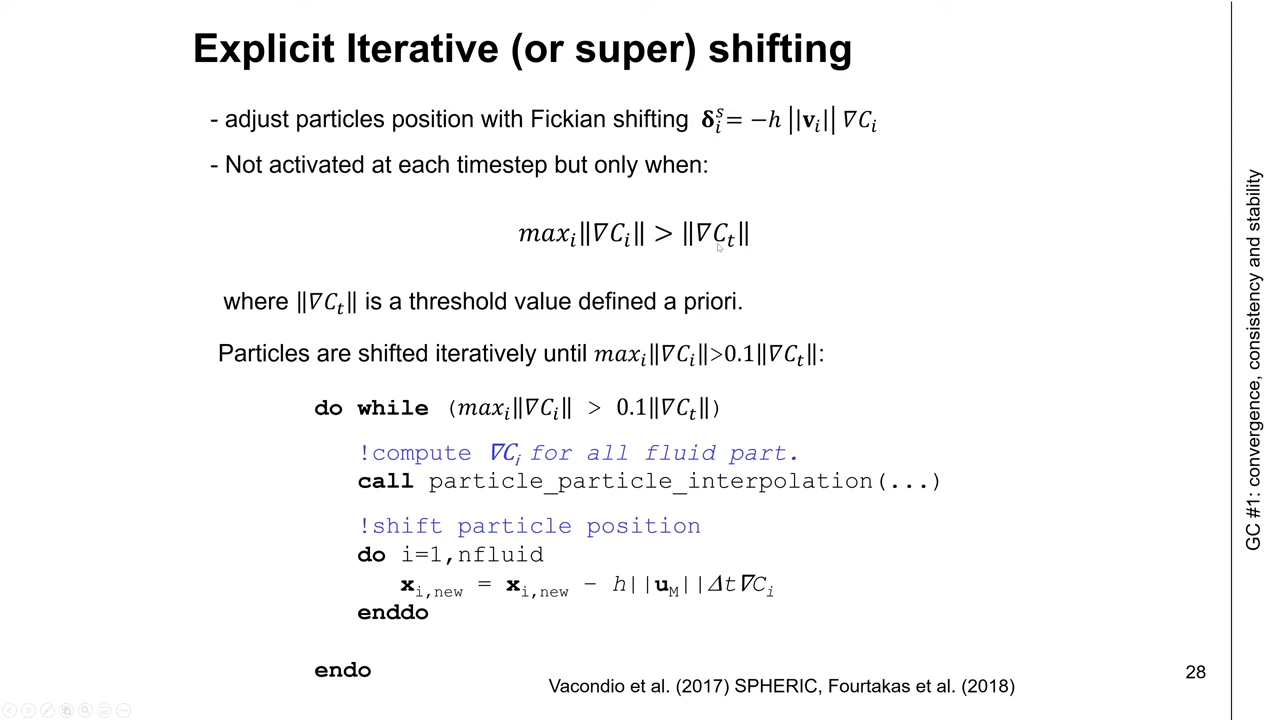 Explicit Iterative (or super) shifting
- adjust particles position with Fickian shifting 𝛅ᵢˢ= −ℎ ||𝐯ᵢ|| ∇𝐶ᵢ
- Not activated at each timestep but only when:
𝑚𝑎𝑥ᵢ‖∇𝐶ᵢ‖ > ‖∇𝐶ₜ‖
where ‖∇𝐶ₜ‖ is a threshold value defined a priori.
Particles are shifted iteratively until 𝑚𝑎𝑥ᵢ‖∇𝐶ᵢ‖>0.1‖∇𝐶ₜ‖:
do while (𝑚𝑎𝑥ᵢ‖∇𝐶ᵢ‖ > 0.1‖∇𝐶ₜ‖)
!compute ∇𝐶ᵢ for all fluid part.
call particle_particle_interpolation(...)
!shift particle position
do i=1,nfluid
x_i,new = x_i,new − h||u_M||Δt∇C_i
enddo
endo
Vacondio et al. (2017) SPHERIC, Fourtakas et al. (2018)
28
GC #1: convergence, consistency and stability